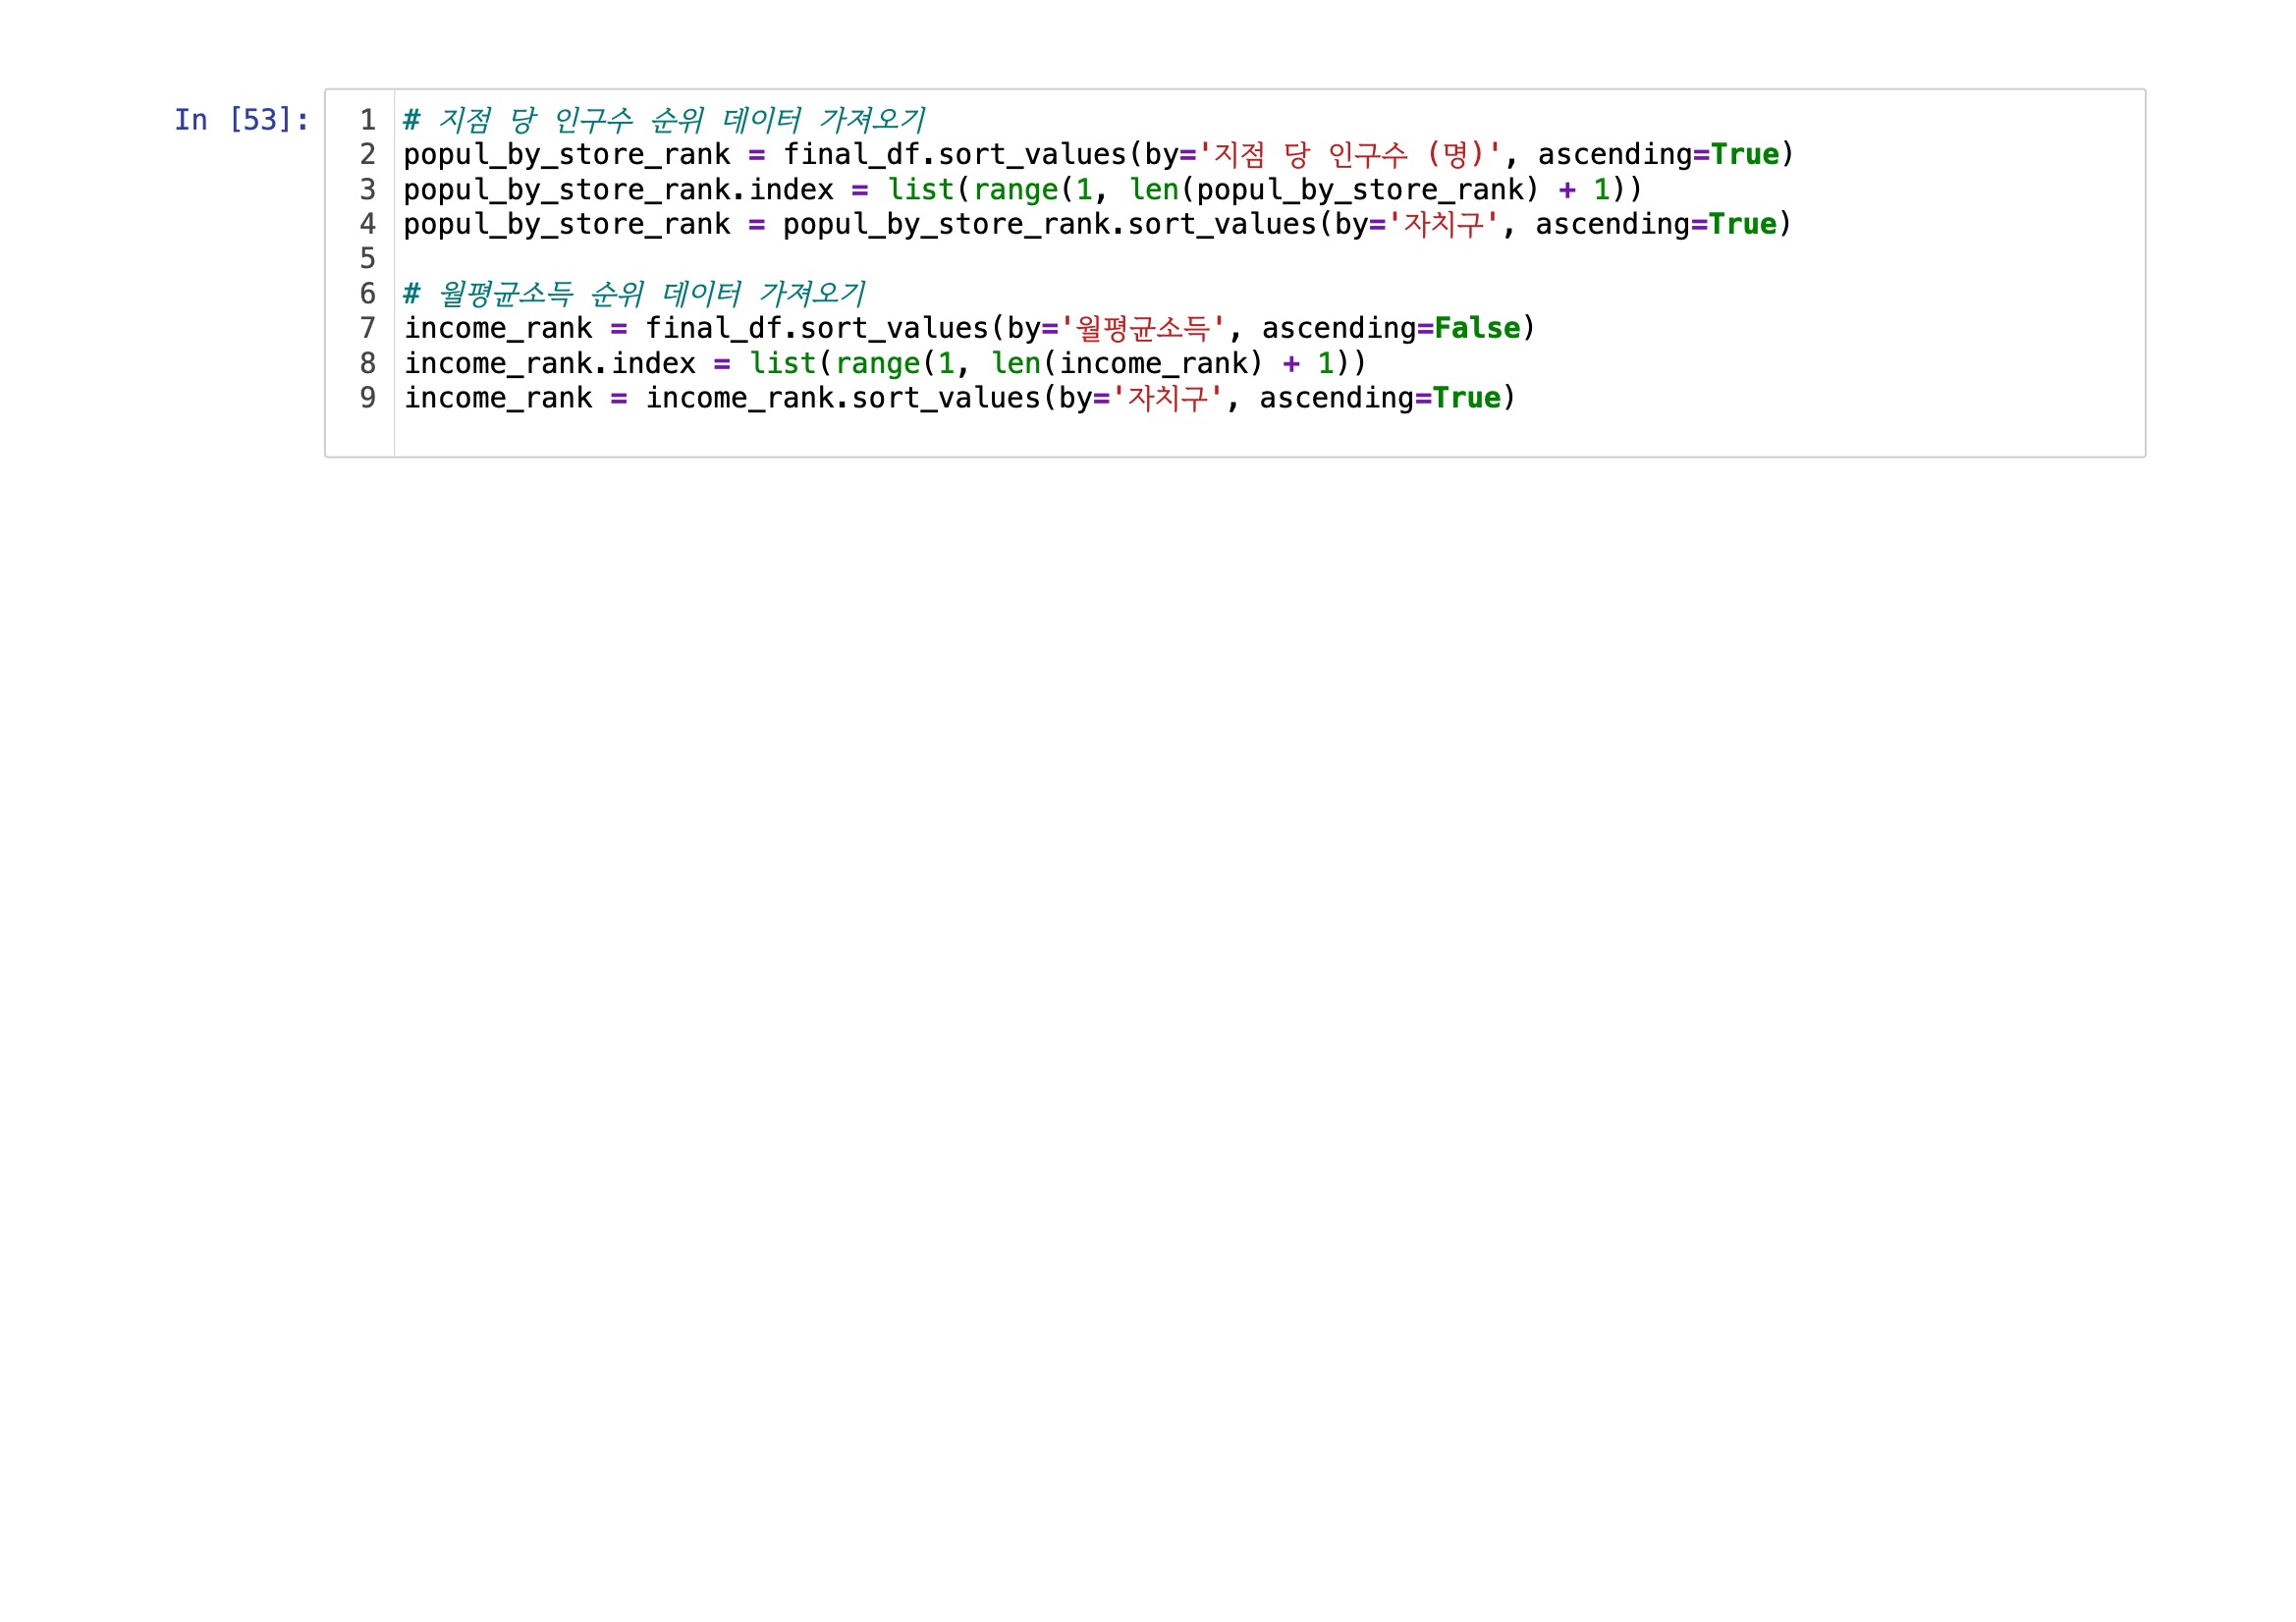 In [53]:
1 # 지점 당 인구수 순위 데이터 가져오기
2 popul_by_store_rank = final_df.sort_values(by='지점 당 인구수 (명)', ascending=True)
3 popul_by_store_rank.index = list(range(1, len(popul_by_store_rank) + 1))
4 popul_by_store_rank = popul_by_store_rank.sort_values(by='자치구', ascending=True)
5
6 # 월평균소득 순위 데이터 가져오기
7 income_rank = final_df.sort_values(by='월평균소득', ascending=False)
8 income_rank.index = list(range(1, len(income_rank) + 1))
9 income_rank = income_rank.sort_values(by='자치구', ascending=True)